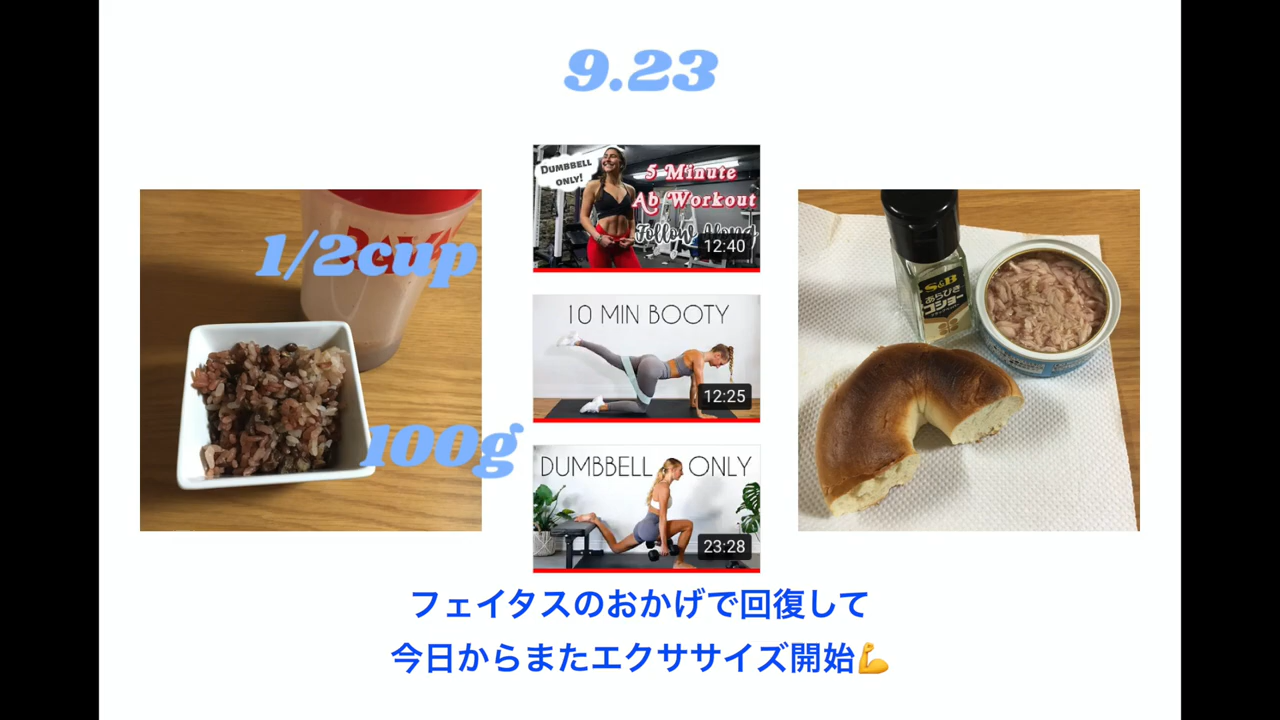 9.23
1/2cup
100g
DUMBBELL
ONLY!
5 Minute
Ab Workout
Follow Along
12:40
10 MIN BOOTY
12:25
DUMBBELL ONLY
23:28
S&B
あらびき
コショー
フェイタスのおかげで回復して
今日からまたエクササイズ開始💪